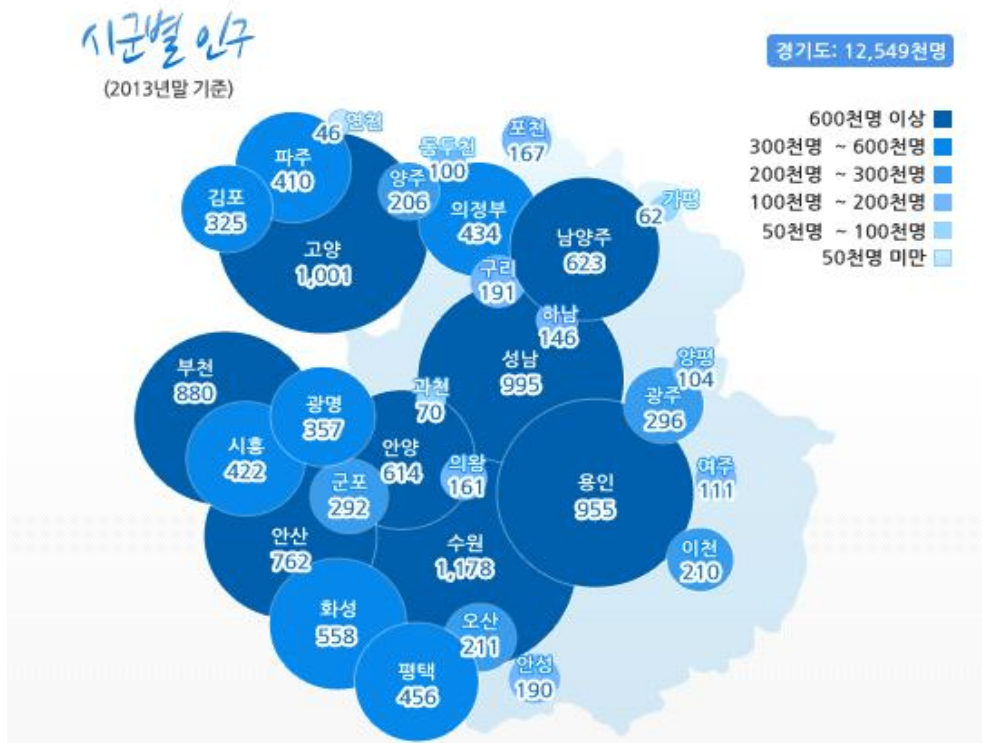 시군별 인구
(2013년말 기준)
경기도: 12,549천명
600천명 이상
300천명 ~ 600천명
200천명 ~ 300천명
100천명 ~ 200천명
50천명 ~ 100천명
50천명 미만
연천
46
파주
410
김포
325
고양
1,001
동두천
100
양주
206
포천
167
의정부
434
가평
62
남양주
623
구리
191
하남
146
성남
995
양평
104
광주
296
부천
880
광명
357
과천
70
시흥
422
안양
614
군포
292
의왕
161
용인
955
여주
111
안산
762
수원
1,178
이천
210
화성
558
오산
211
평택
456
안성
190